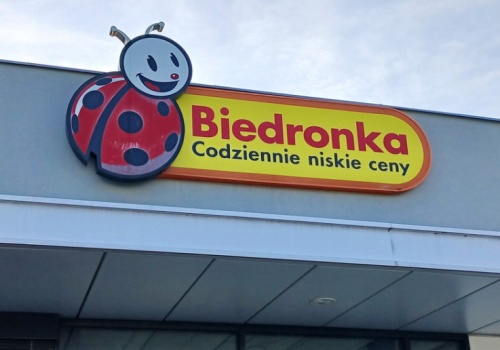 Biedronka
Codziennie niskie ceny